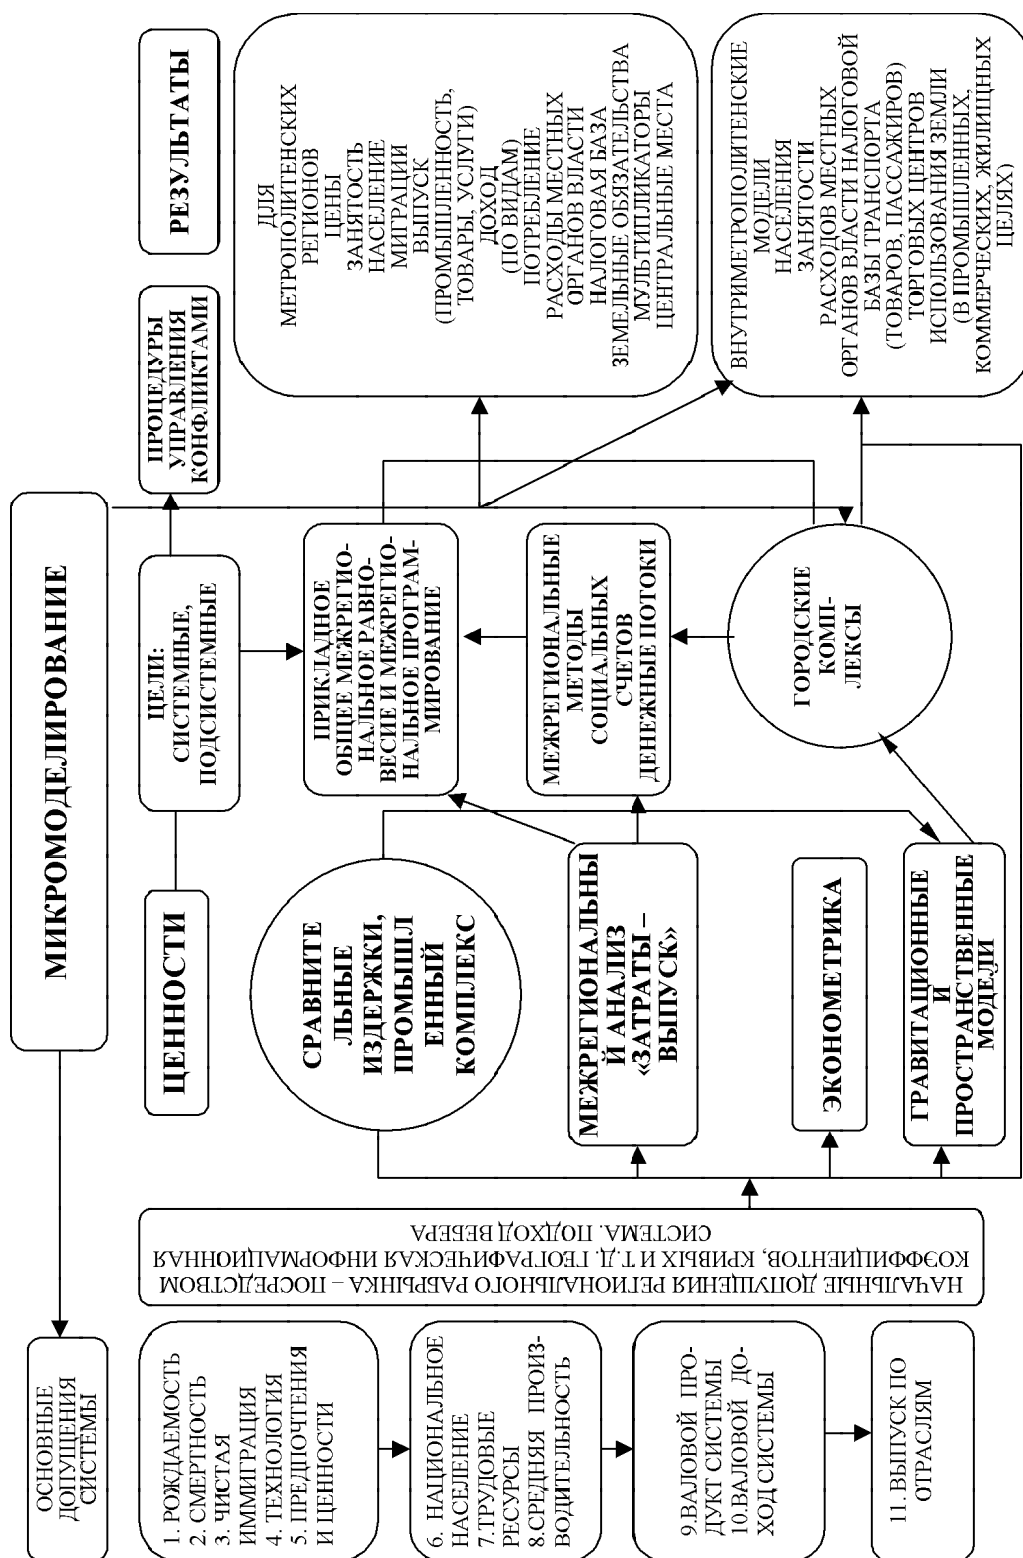 МИКРОМОДЕЛИРОВАНИЕ
ОСНОВНЫЕ
ДОПУЩЕНИЯ
СИСТЕМЫ
ЦЕННОСТИ
ЦЕЛИ:
СИСТЕМНЫЕ,
ПОДСИСТЕМНЫЕ
ПРОЦЕДУРЫ
УПРАВЛЕНИЯ
КОНФЛИКТАМИ
РЕЗУЛЬТАТЫ
1. РОЖДАЕМОСТЬ
2. СМЕРТНОСТЬ
3. ЧИСТАЯ
ИММИГРАЦИЯ
4. ТЕХНОЛОГИЯ
5. ПРЕДПОЧТЕНИЯ
И ЦЕННОСТИ
6. НАЦИОНАЛЬНОЕ
НАСЕЛЕНИЕ
7.ТРУДОВЫЕ
РЕСУРСЫ
8.СРЕДНЯЯ ПРОИЗ-
ВОДИТЕЛЬНОСТЬ
9.ВАЛОВОЙ ПРО-
ДУКТ СИСТЕМЫ
10.ВАЛОВОЙ ДО-
ХОД СИСТЕМЫ
11. ВЫПУСК ПО
ОТРАСЛЯМ
НАЧАЛЬНЫЕ ДОПУЩЕНИЯ РЕГИОНАЛЬНОГО РАБРЫНКА – ПОСРЕДСТВОМ
КОЭФФИЦИЕНТОВ, КРИВЫХ И Т. Д. ГЕОГРАФИЧЕСКАЯ ИНФОРМАЦИОННАЯ
СИСТЕМА. ПОДХОД ВЕБЕРА
СРАВНИТЕ
ЛЬНЫЕ
ИЗДЕРЖКИ,
ПРОМЫШЛ
ЕННЫЙ
КОМПЛЕКС
МЕЖРЕГИОНАЛЬНЫ
Й АНАЛИЗ
«ЗАТРАТЫ –
ВЫПУСК»
ЭКОНОМЕТРИКА
ГРАВИТАЦИОННЫЕ
И
ПРОСТРАНСТВЕННЫЕ
МОДЕЛИ
ПРИКЛАДНОЕ
ОБЩЕЕ МЕЖРЕГИО-
НАЛЬНОЕ РАВНО-
ВЕСИЕ И МЕЖРЕГИО-
НАЛЬНОЕ ПРОГРАМ-
МИРОВАНИЕ
МЕЖРЕГИОНАЛЬНЫЕ
МЕТОДЫ
СОЦИАЛЬНЫХ
СЧЕТОВ
ДЕНЕЖНЫЕ ПОТОКИ
ГОРОДСКИЕ
КОМП-
ЛЕКСЫ
ДЛЯ
МЕТРОПОЛИТЕНСКИХ
РЕГИОНОВ
ЦЕНЫ
ЗАНЯТОСТЬ
НАСЕЛЕНИЕ
МИГРАЦИИ
ВЫПУСК
(ПРОМЫШЛЕННОСТЬ,
ТОВАРЫ, УСЛУГИ)
ДОХОД
(ПО ВИДАМ)
ПОТРЕБЛЕНИЕ
РАСХОДЫ МЕСТНЫХ
ОРГАНОВ ВЛАСТИ
НАЛОГОВАЯ БАЗА
ЗЕМЕЛЬНЫЕ ОБЯЗАТЕЛЬСТВА
МУЛЬТИПЛИКАТОРЫ
ЦЕНТРАЛЬНЫЕ МЕСТА
ВНУТРИМЕТРОПОЛИТЕНСКИЕ
МОДЕЛИ
НАСЕЛЕНИЯ
ЗАНЯТОСТИ
РАСХОДОВ МЕСТНЫХ
ОРГАНОВ ВЛАСТИ НАЛОГОВОЙ
БАЗЫ ТРАНСПОРТА
(ТОВАРОВ, ПАССАЖИРОВ)
ТОРГОВЫХ ЦЕНТРОВ
ИСПОЛЬЗОВАНИЯ ЗЕМЛИ
(В ПРОМЫШЛЕННЫХ,
КОММЕРЧЕСКИХ, ЖИЛИЩНЫХ
ЦЕЛЯХ)